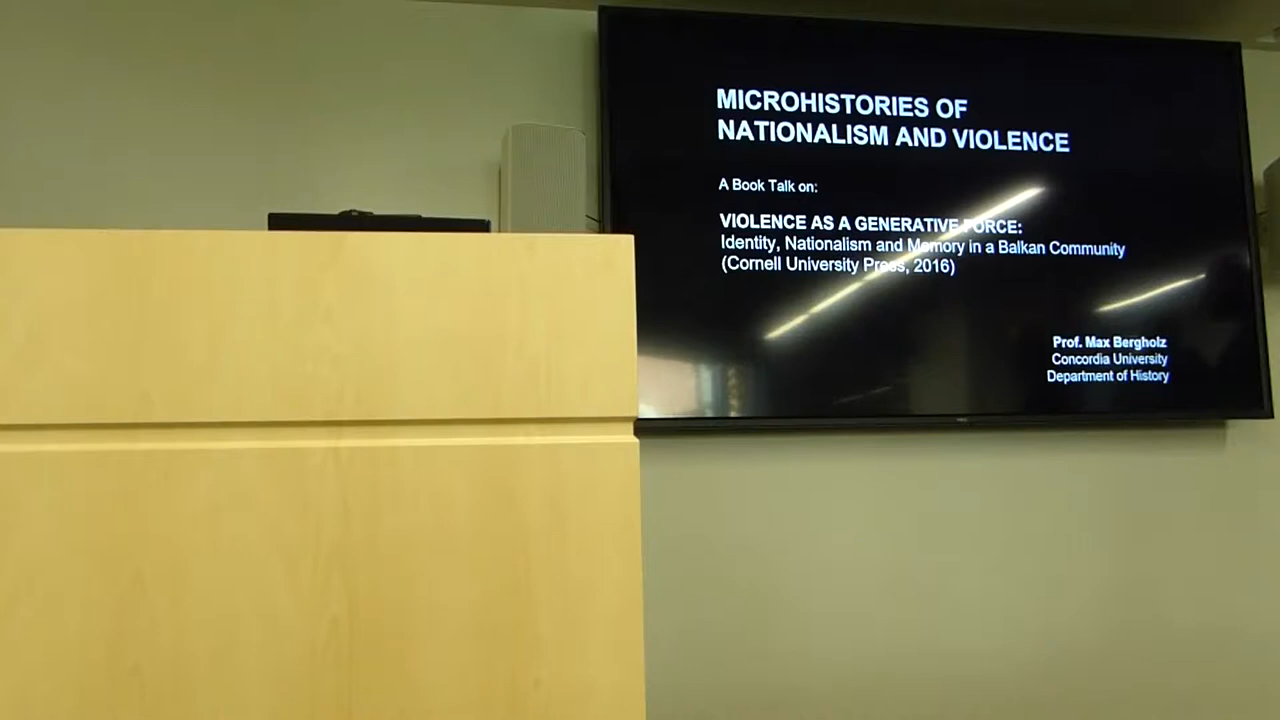 MICROHISTORIES OF
NATIONALISM AND VIOLENCE
A Book Talk on:
VIOLENCE AS A GENERATIVE FORCE:
Identity, Nationalism and Memory in a Balkan Community
(Cornell University Press, 2016)
Prof. Max Bergholz
Concordia University
Department of History